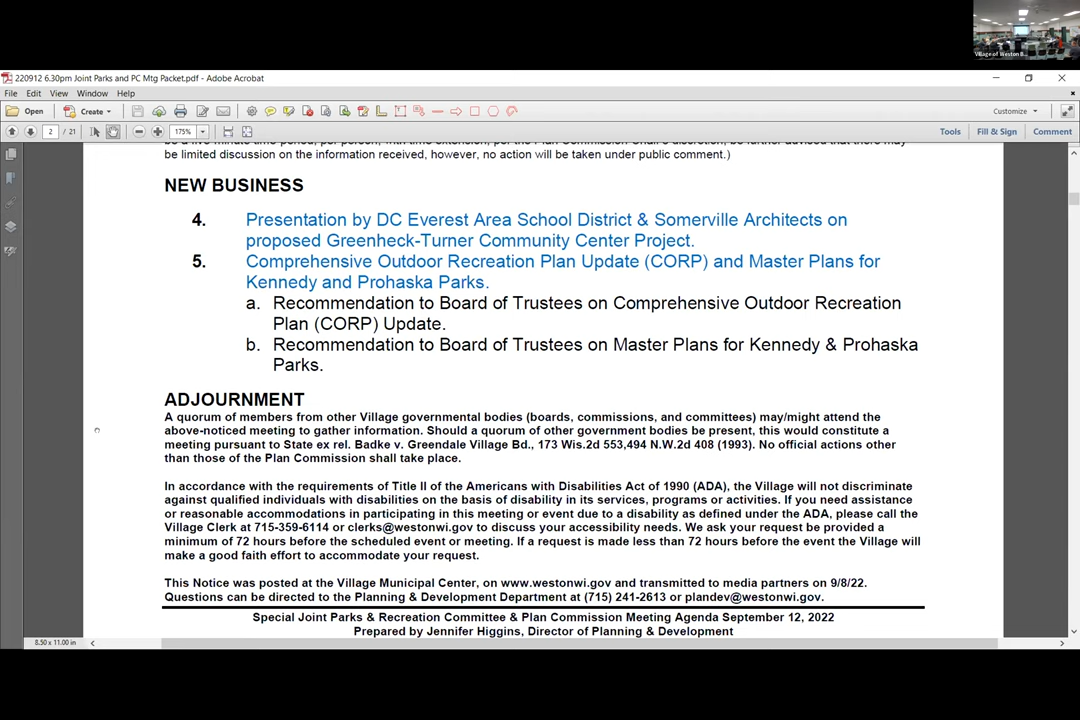 Village of Weston B
220912 6.30pm Joint Parks and PC Mtg Packet.pdf - Adobe Acrobat
File Edit View Window Help
Open Create Customize
2 / 21 175% Tools Fill & Sign Comment
be limited discussion on the information received, however, no action will be taken under public comment.)
NEW BUSINESS
4. Presentation by DC Everest Area School District & Somerville Architects on
proposed Greenheck-Turner Community Center Project.
5. Comprehensive Outdoor Recreation Plan Update (CORP) and Master Plans for
Kennedy and Prohaska Parks.
a. Recommendation to Board of Trustees on Comprehensive Outdoor Recreation
Plan (CORP) Update.
b. Recommendation to Board of Trustees on Master Plans for Kennedy & Prohaska
Parks.
ADJOURNMENT
A quorum of members from other Village governmental bodies (boards, commissions, and committees) may/might attend the
above-noticed meeting to gather information. Should a quorum of other government bodies be present, this would constitute a
meeting pursuant to State ex rel. Badke v. Greendale Village Bd., 173 Wis.2d 553,494 N.W.2d 408 (1993). No official actions other
than those of the Plan Commission shall take place.
In accordance with the requirements of Title II of the Americans with Disabilities Act of 1990 (ADA), the Village will not discriminate
against qualified individuals with disabilities on the basis of disability in its services, programs or activities. If you need assistance
or reasonable accommodations in participating in this meeting or event due to a disability as defined under the ADA, please call the
Village Clerk at 715-359-6114 or clerks@westonwi.gov to discuss your accessibility needs. We ask your request be provided a
minimum of 72 hours before the scheduled event or meeting. If a request is made less than 72 hours before the event the Village will
make a good faith effort to accommodate your request.
This Notice was posted at the Village Municipal Center, on www.westonwi.gov and transmitted to media partners on 9/8/22.
Questions can be directed to the Planning & Development Department at (715) 241-2613 or plandev@westonwi.gov.
Special Joint Parks & Recreation Committee & Plan Commission Meeting Agenda September 12, 2022
Prepared by Jennifer Higgins, Director of Planning & Development
8.50 x 11.00 in